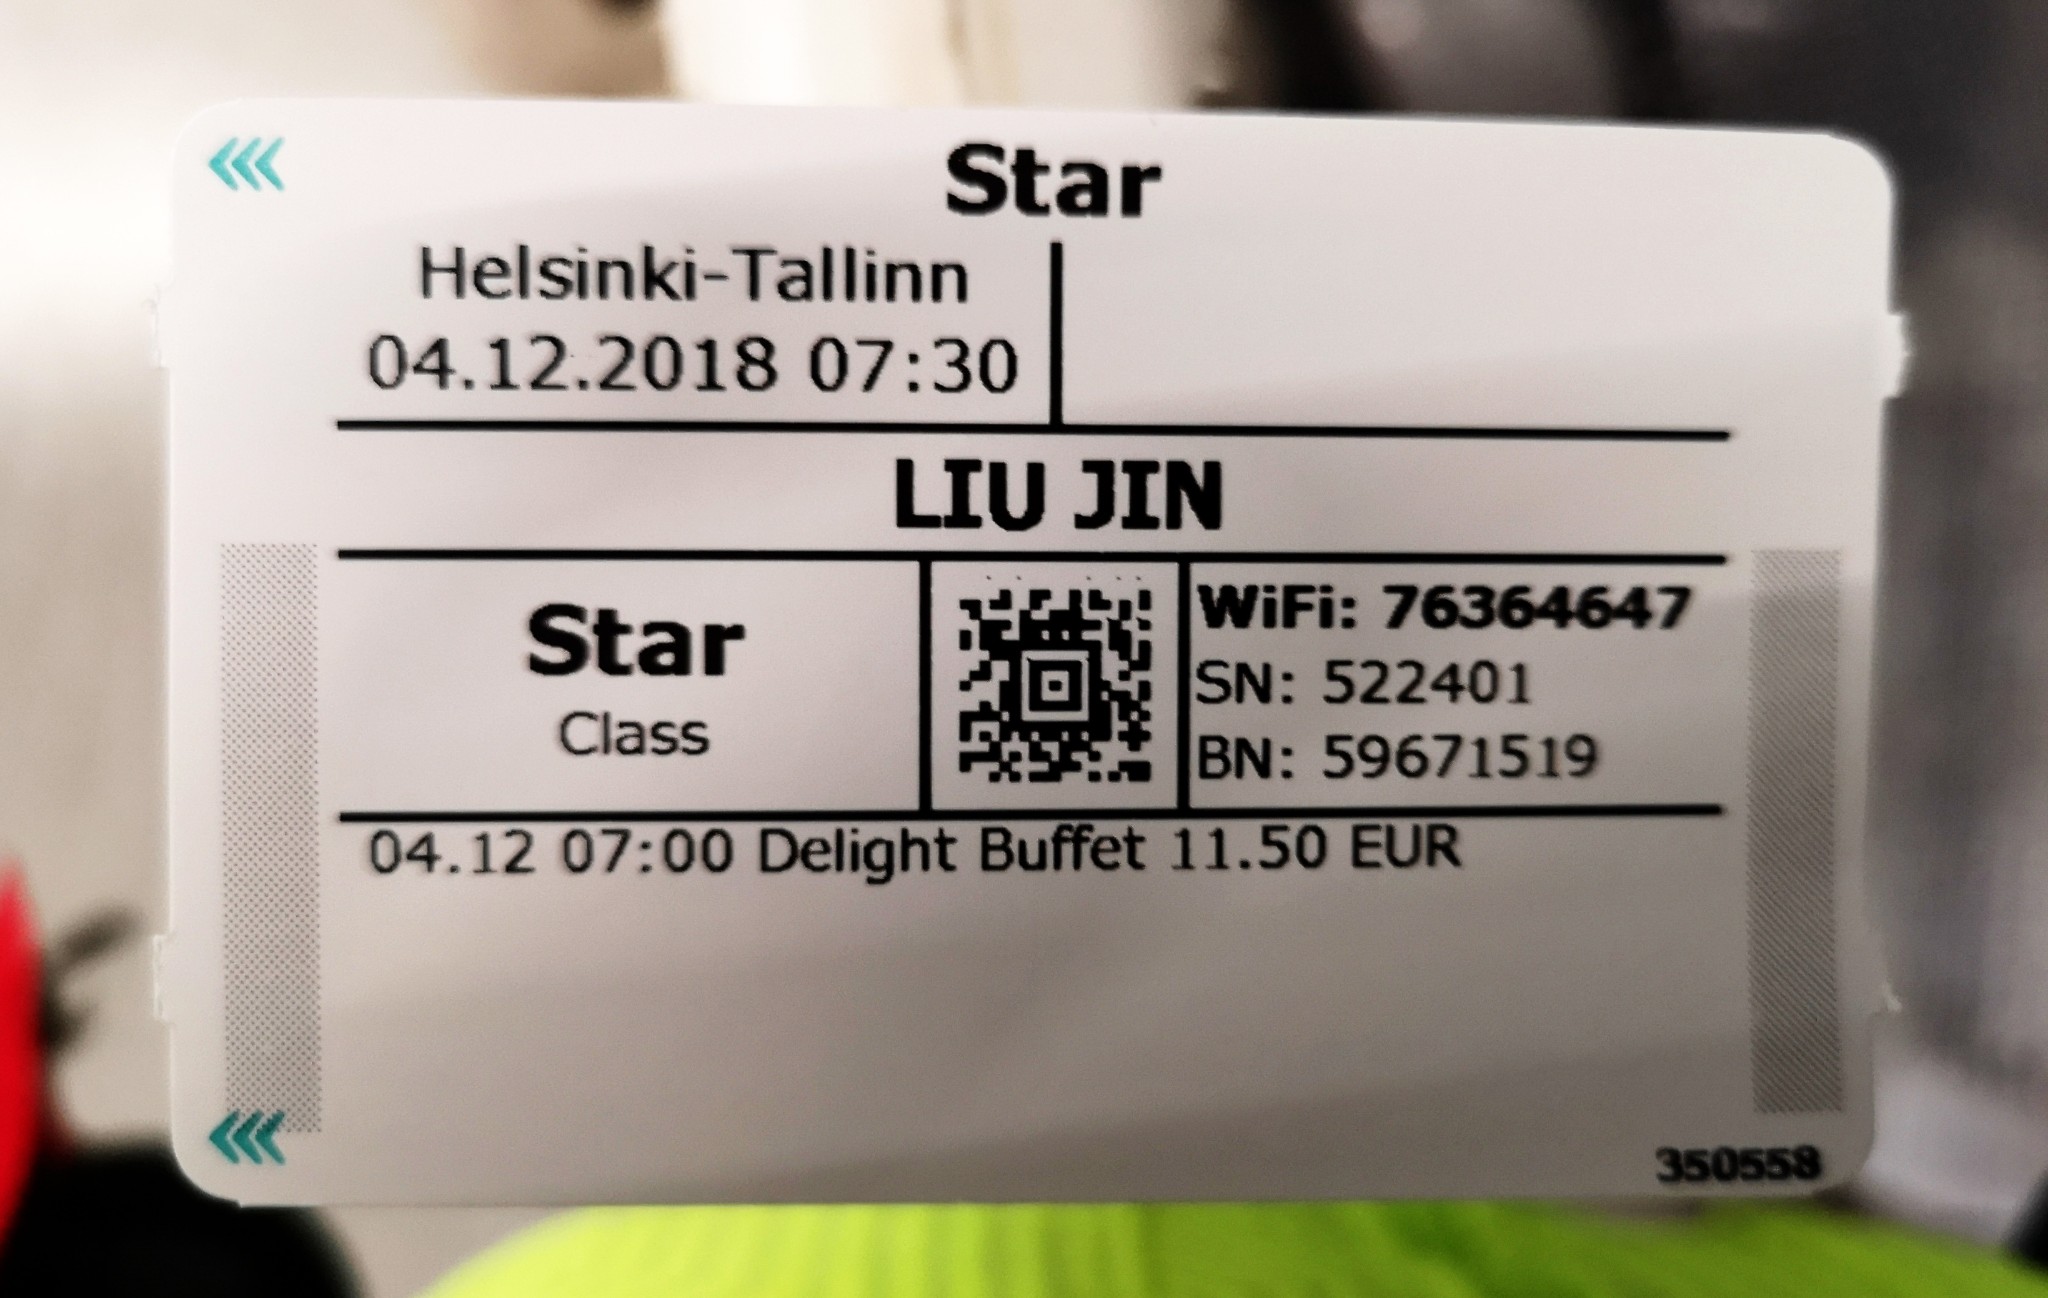 Star
Helsinki-Tallinn
04.12.2018 07:30
LIU JIN
Star
Class
WiFi: 76364647
SN: 522401
BN: 59671519
04.12 07:00 Delight Buffet 11.50 EUR
350558